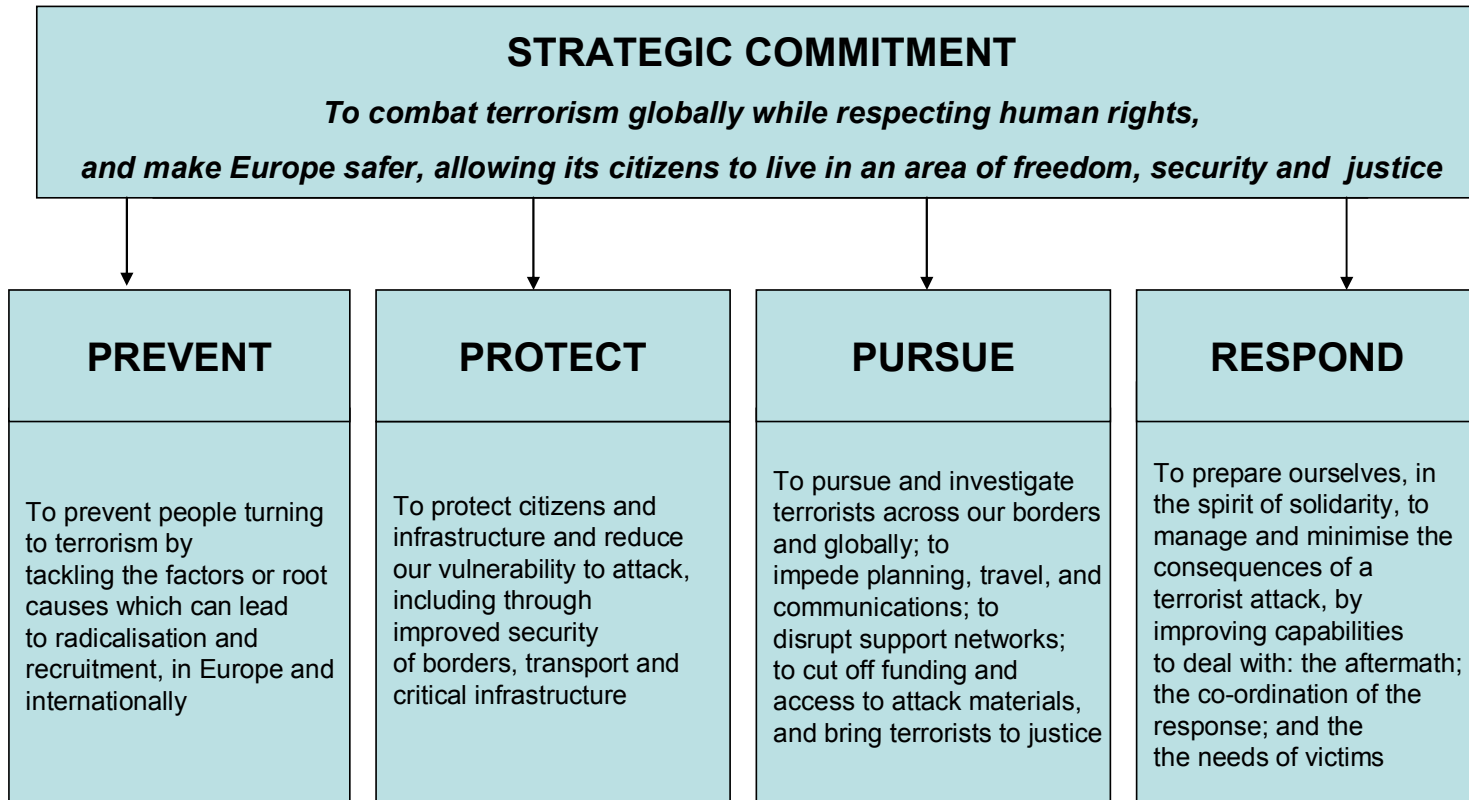 STRATEGIC COMMITMENT
To combat terrorism globally while respecting human rights,
and make Europe safer, allowing its citizens to live in an area of freedom, security and justice
PREVENT
To prevent people turning
to terrorism by
tackling the factors or root
causes which can lead
to radicalisation and
recruitment, in Europe and
internationally
PROTECT
To protect citizens and
infrastructure and reduce
our vulnerability to attack,
including through
improved security
of borders, transport and
critical infrastructure
PURSUE
To pursue and investigate
terrorists across our borders
and globally; to
impede planning, travel, and
communications; to
disrupt support networks;
to cut off funding and
access to attack materials,
and bring terrorists to justice
RESPOND
To prepare ourselves, in
the spirit of solidarity, to
manage and minimise the
consequences of a
terrorist attack, by
improving capabilities
to deal with: the aftermath;
the co-ordination of the
response; and the
the needs of victims